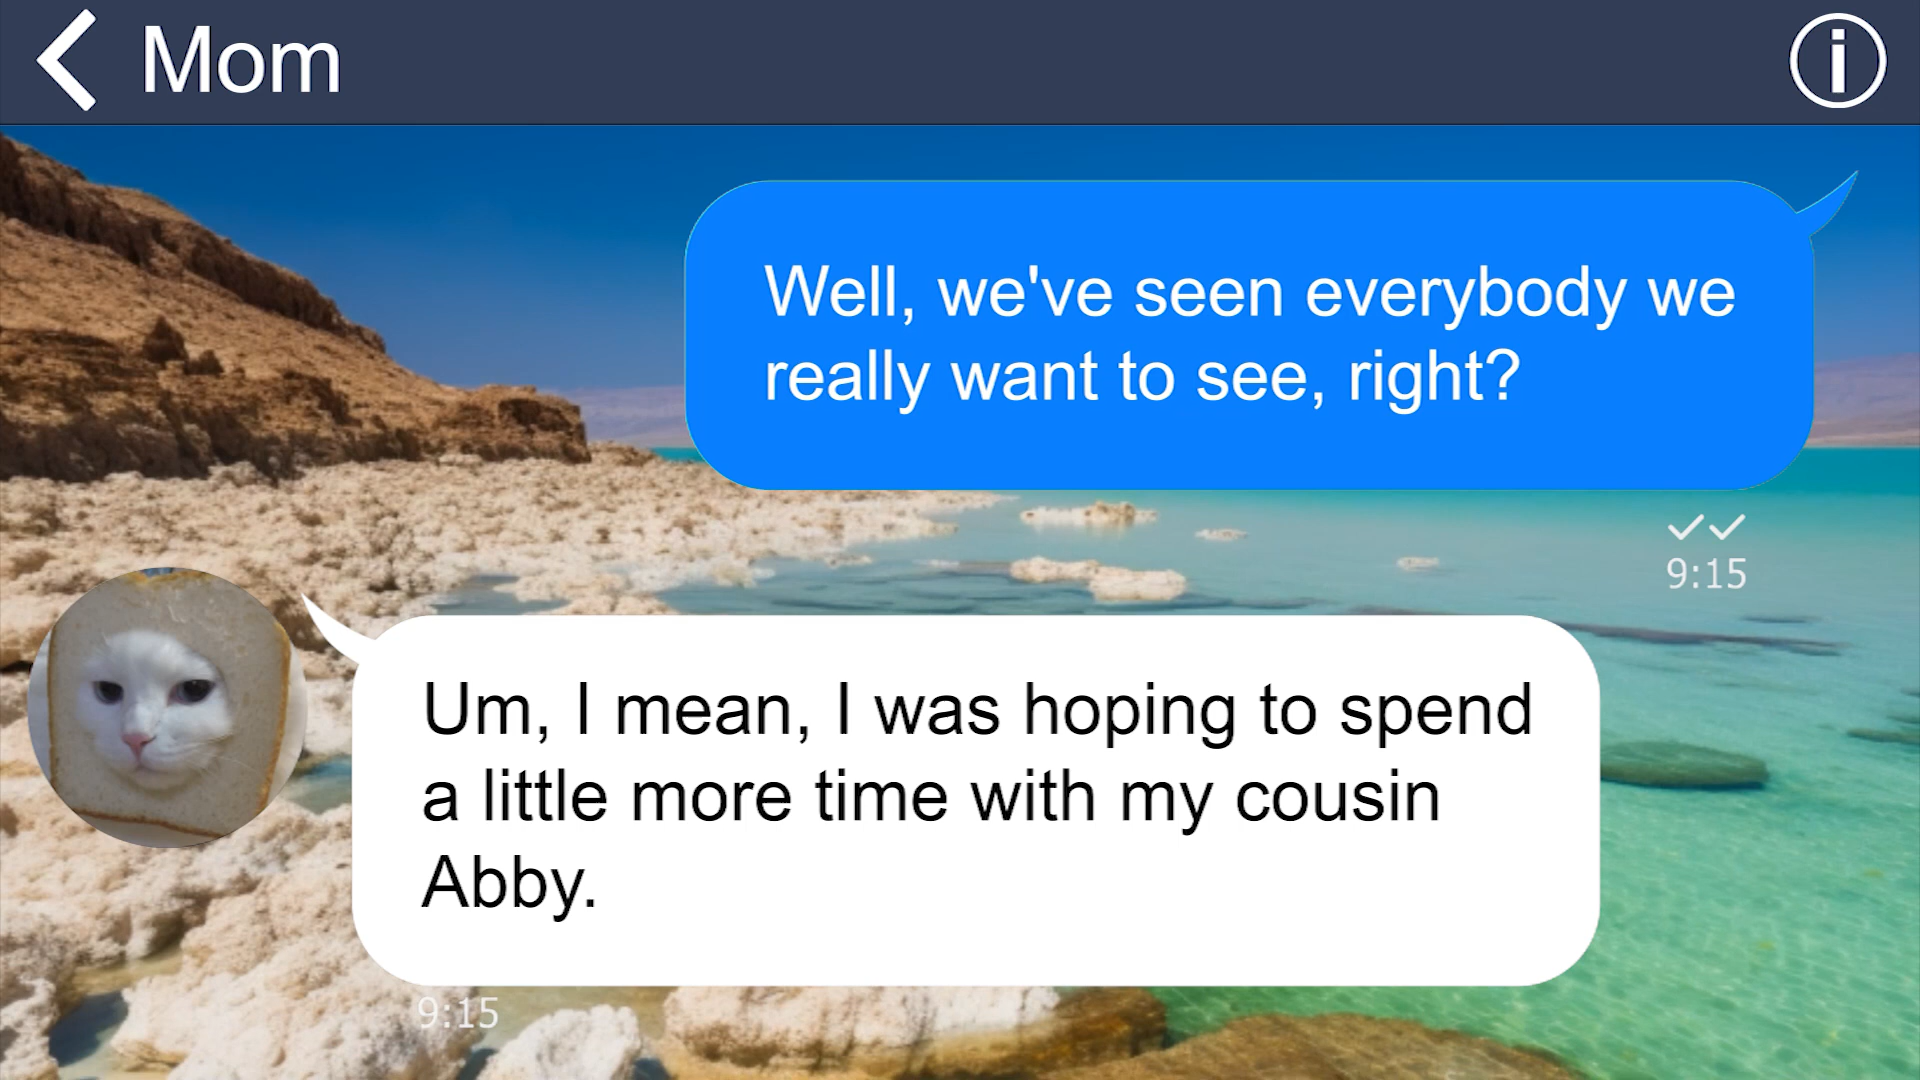 Mom
Well, we've seen everybody we
really want to see, right?
9:15
Um, I mean, I was hoping to spend
a little more time with my cousin
Abby.
9:15